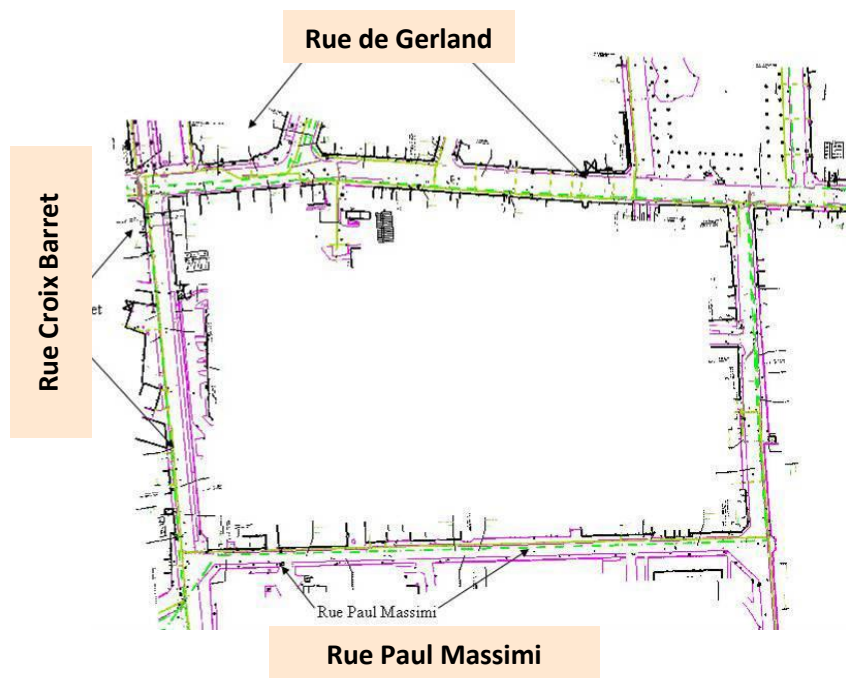 Rue de Gerland
Rue Croix Barret
et
Rue Paul Massimi
Rue Paul Massimi